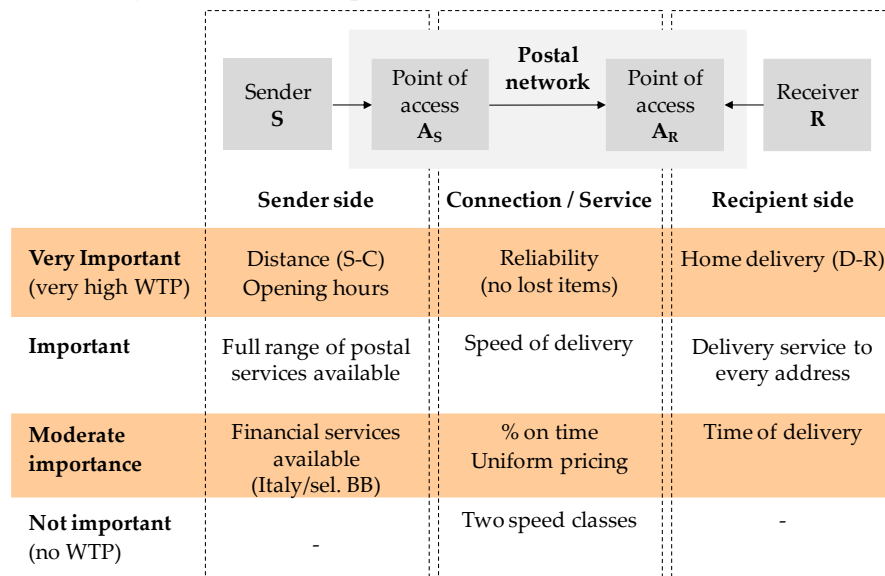 Postal
network
Sender
S
Point of
access
A_S
Point of
access
A_R
Receiver
R
Sender side
Connection / Service
Recipient side
Very Important
(very high WTP)
Distance (S-C)
Opening hours
Reliability
(no lost items)
Home delivery (D-R)
Important
Full range of postal
services available
Speed of delivery
Delivery service to
every address
Moderate
importance
Financial services
available
(Italy/sel. BB)
% on time
Uniform pricing
Time of delivery
Not important
(no WTP)
-
Two speed classes
-